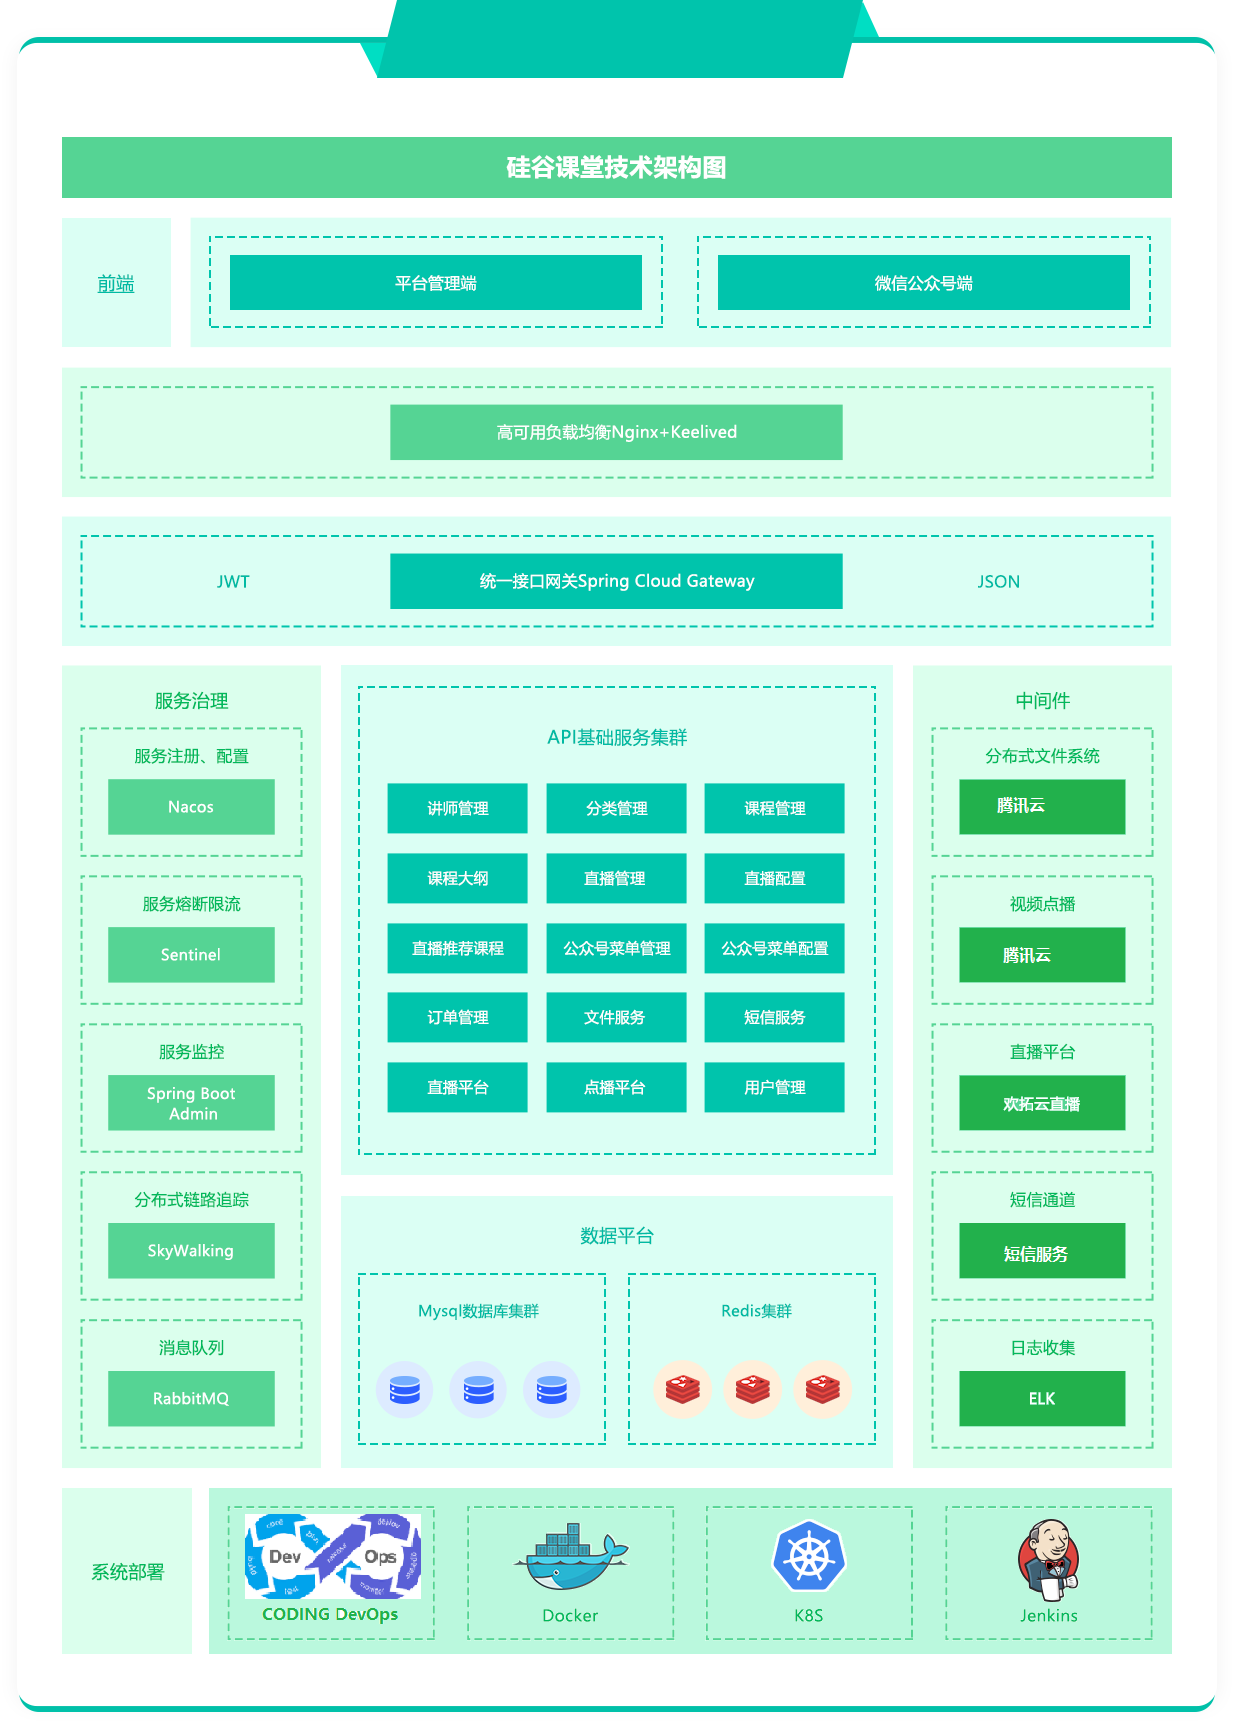 硅谷课堂技术架构图
前端
平台管理端
微信公众号端
高可用负载均衡Nginx+Keelived
JWT
统一接口网关Spring Cloud Gateway
JSON
服务治理
服务注册、配置
Nacos
服务熔断限流
Sentinel
服务监控
Spring Boot
Admin
分布式链路追踪
SkyWalking
消息队列
RabbitMQ
API基础服务集群
讲师管理
分类管理
课程管理
课程大纲
直播管理
直播配置
直播推荐课程
公众号菜单管理
公众号菜单配置
订单管理
文件服务
短信服务
直播平台
点播平台
用户管理
数据平台
Mysql数据库集群
Redis集群
中间件
分布式文件系统
腾讯云
视频点播
腾讯云
直播平台
欢拓云直播
短信通道
短信服务
日志收集
ELK
系统部署
Dev
Ops
CODING DevOps
Docker
K8S
Jenkins